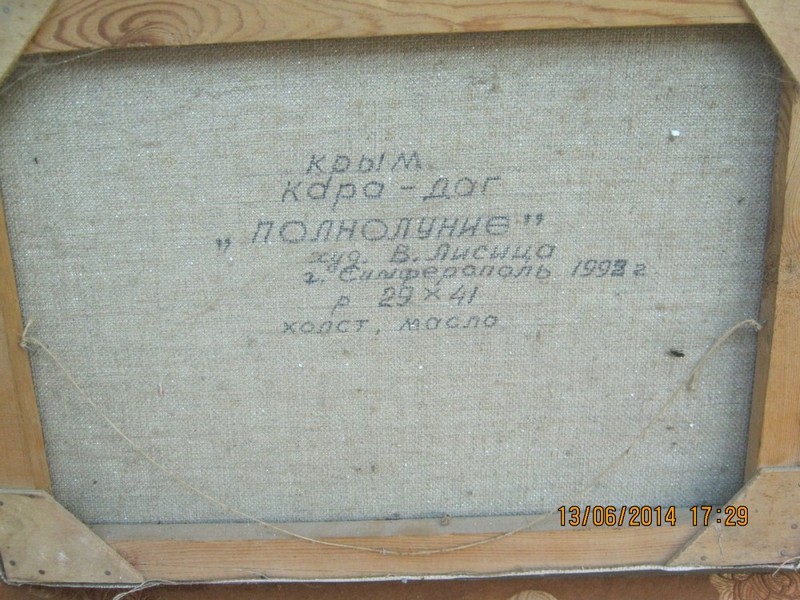 крым
кара - даг
„ ПОЛНОЛУНИЕ ”
худ. В. Лисица
г. Симферополь
р 29 × 41
холст, масло
13/06/2014 17:29